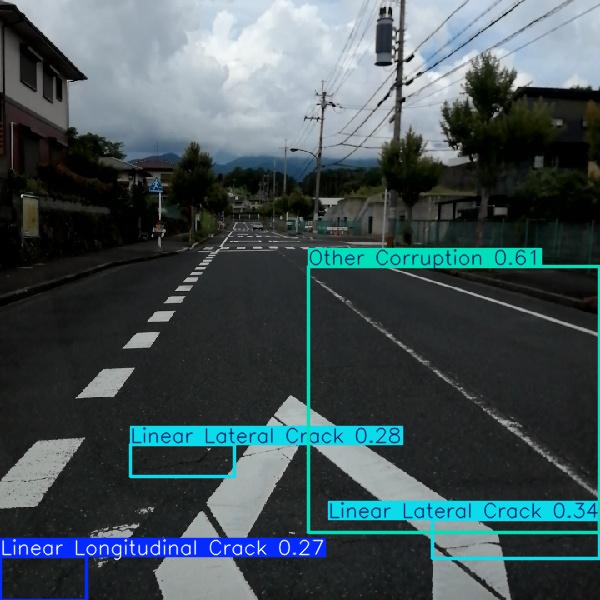 Other Corruption 0.61
Linear Lateral Crack 0.28
Linear Lateral Crack 0.34
Linear Longitudinal Crack 0.27